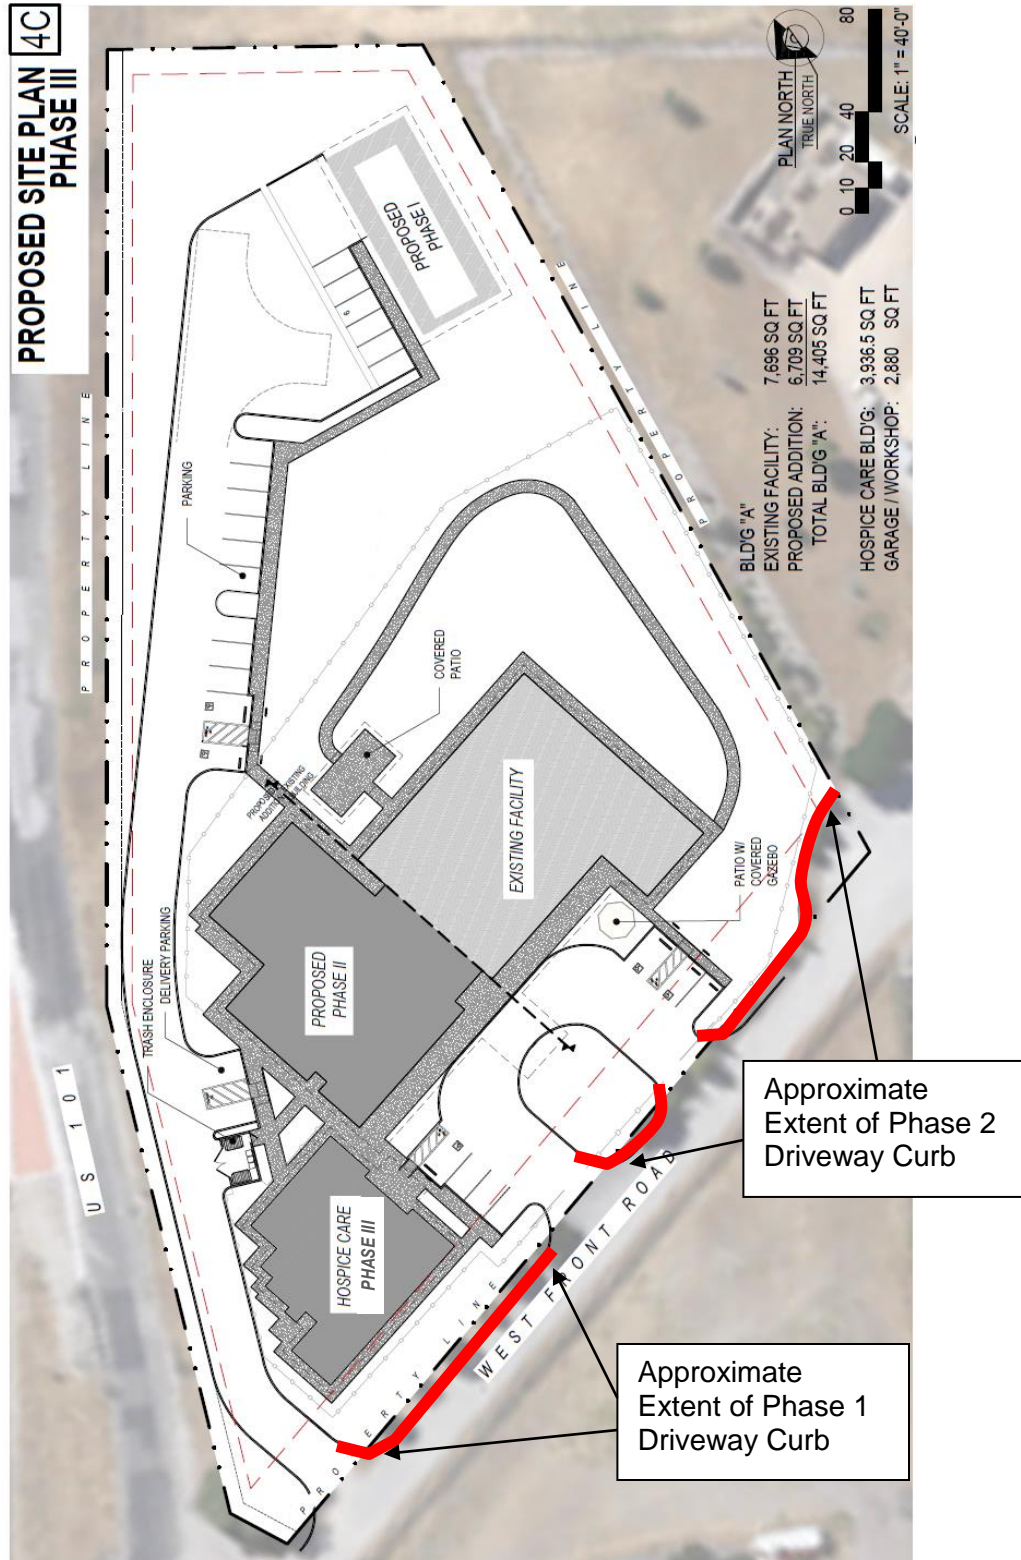 PROPOSED SITE PLAN
PHASE III
4C
PROPERTY LINE
US 101
PARKING
6
PROPOSED
PHASE I
PLAN NORTH
TRUE NORTH
0 10 20 40 80
SCALE: 1" = 40'-0"
PROPERTY LINE
BLD'G "A"
EXISTING FACILITY: 7,696 SQ FT
PROPOSED ADDITION: 6,709 SQ FT
TOTAL BLD'G "A": 14,405 SQ FT
HOSPICE CARE BLD'G: 3,936.5 SQ FT
GARAGE / WORKSHOP: 2,880 SQ FT
COVERED
PATIO
EXISTING FACILITY
PATIO W/
COVERED
GAZEBO
TRASH ENCLOSURE
DELIVERY PARKING
PROPOSED
PHASE II
HOSPICE CARE
PHASE III
PROPERTY LINE
WEST FRONT ROAD
Approximate
Extent of Phase 2
Driveway Curb
Approximate
Extent of Phase 1
Driveway Curb